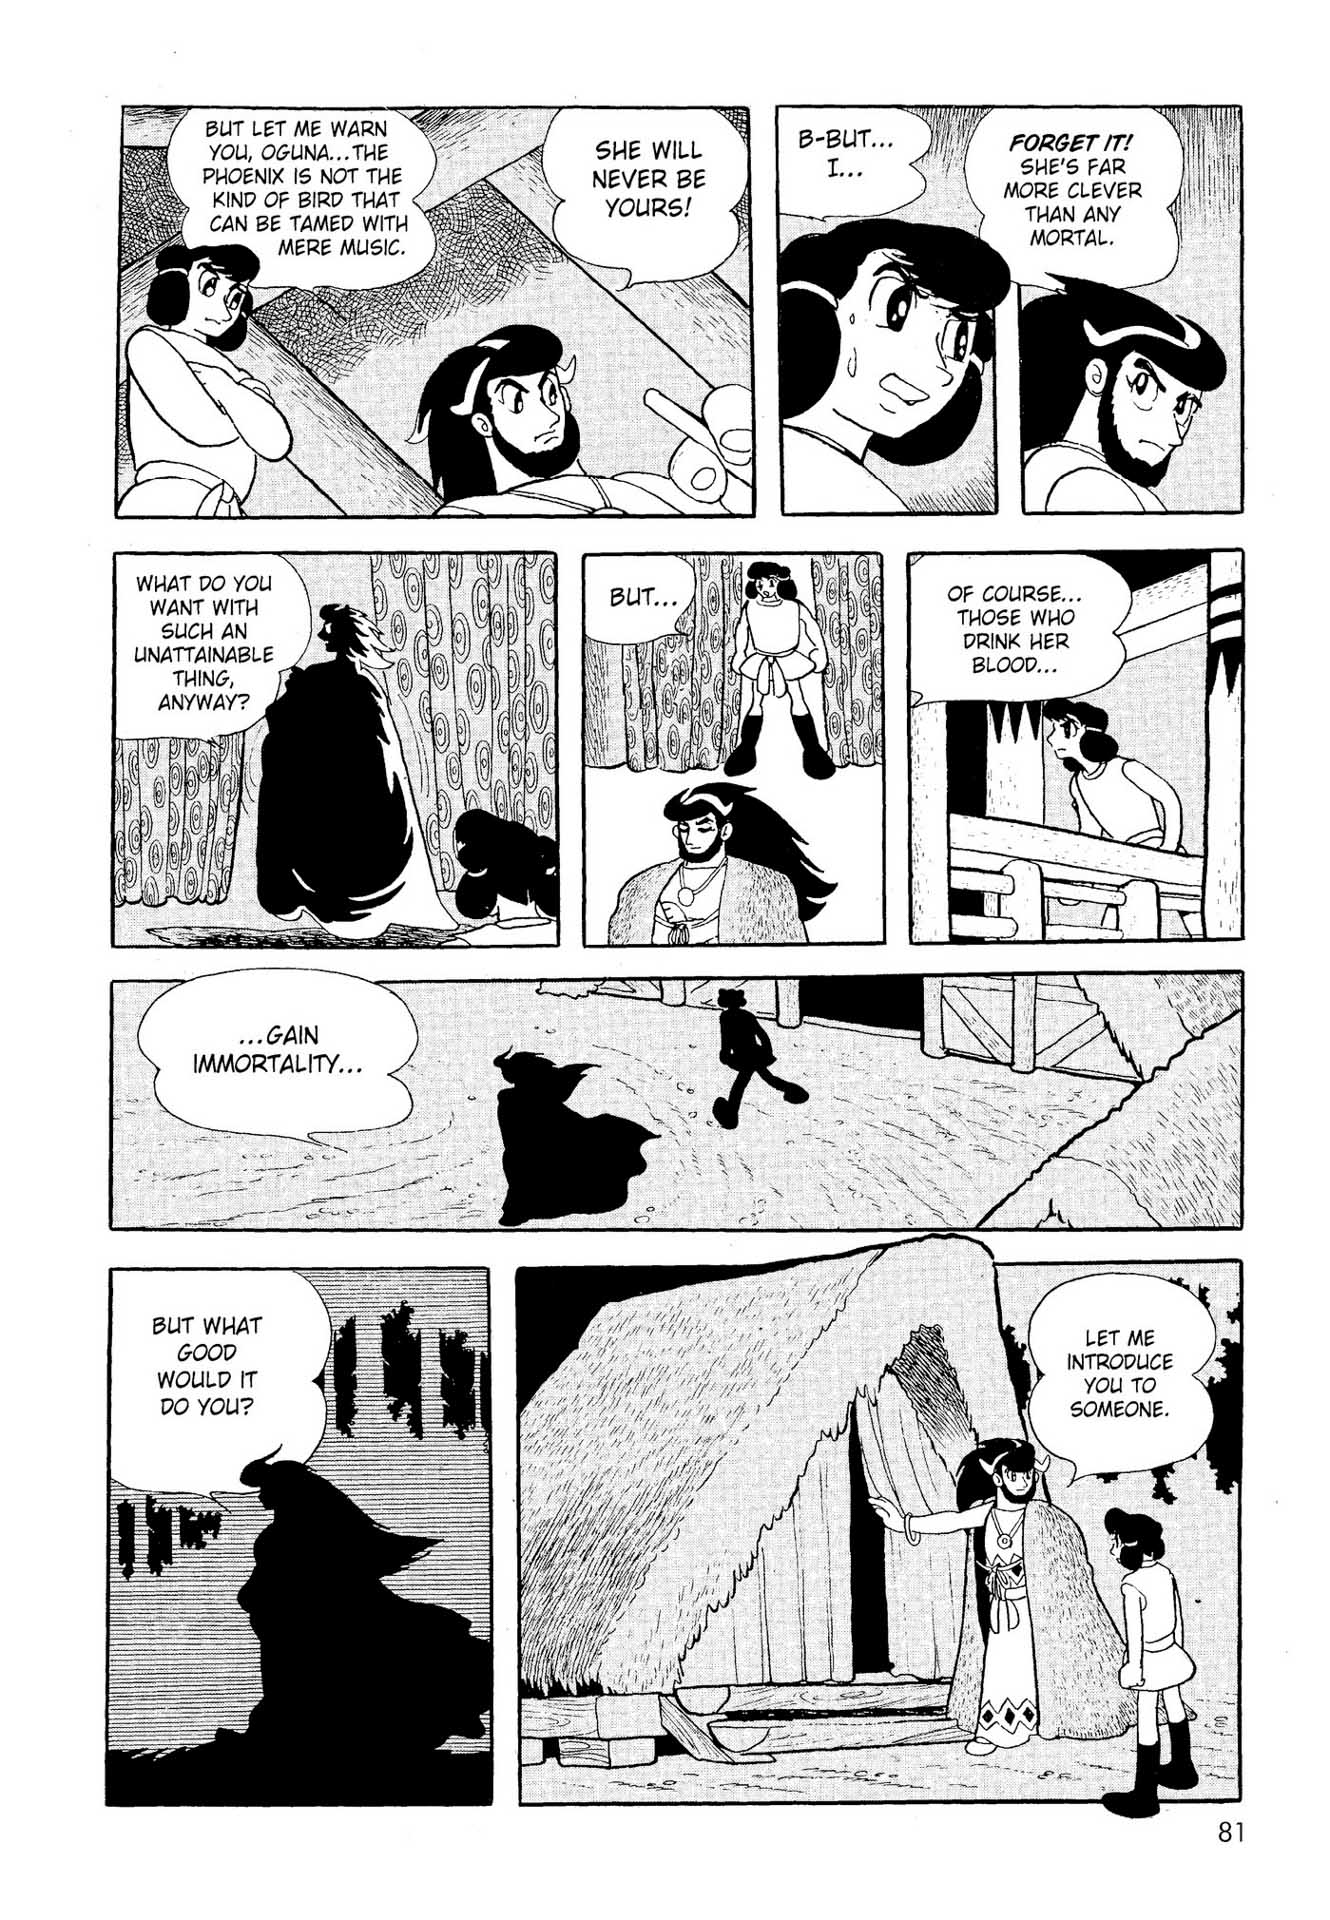 BUT LET ME WARN
YOU, OGUNA...THE
PHOENIX IS NOT THE
KIND OF BIRD THAT
CAN BE TAMED WITH
MERE MUSIC.
SHE WILL
NEVER BE
YOURS!
B-BUT...
I...
FORGET IT!
SHE'S FAR
MORE CLEVER
THAN ANY
MORTAL.
WHAT DO YOU
WANT WITH
SUCH AN
UNATTAINABLE
THING,
ANYWAY?
BUT...
OF COURSE...
THOSE WHO
DRINK HER
BLOOD...
...GAIN
IMMORTALITY...
BUT WHAT
GOOD
WOULD IT
DO YOU?
LET ME
INTRODUCE
YOU TO
SOMEONE.
81